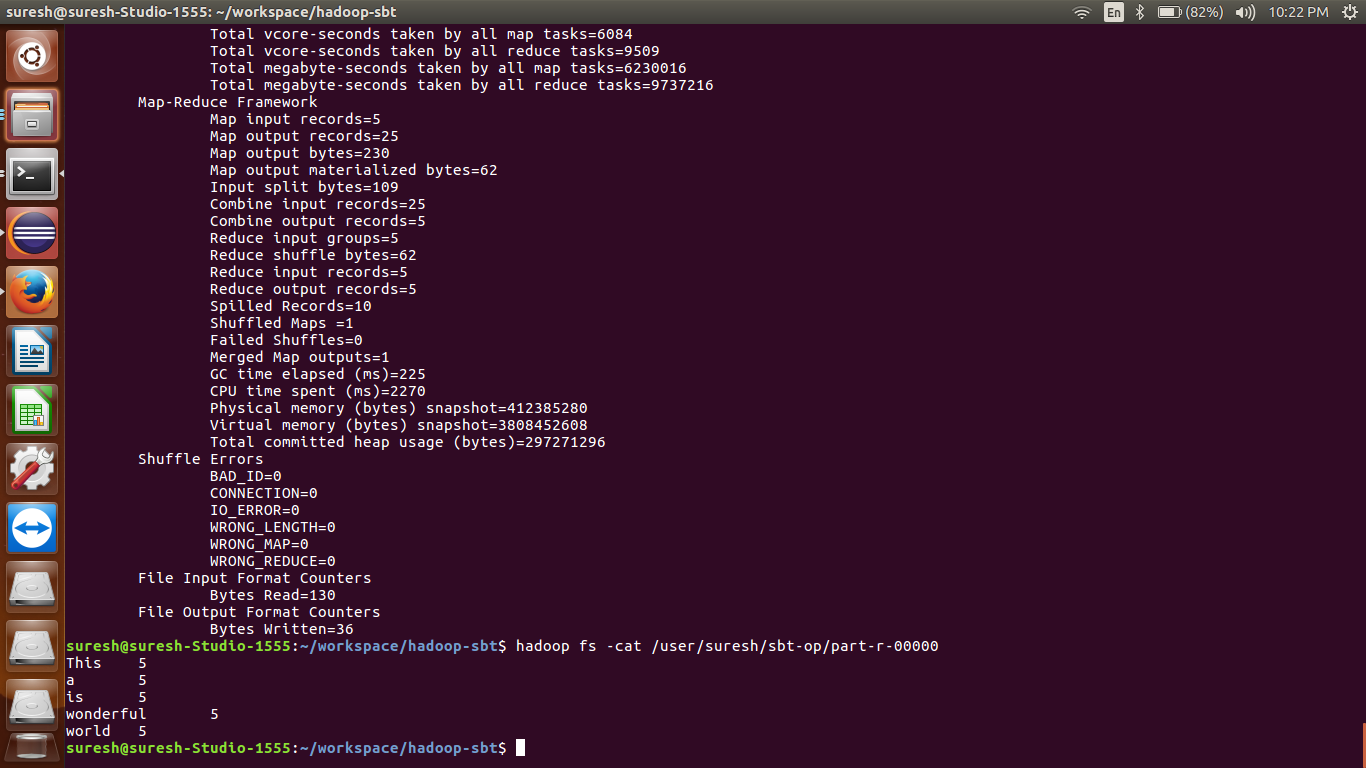 suresh@suresh-Studio-1555: ~/workspace/hadoop-sbt En (82%) 10:22 PM
Total vcore-seconds taken by all map tasks=6084
Total vcore-seconds taken by all reduce tasks=9509
Total megabyte-seconds taken by all map tasks=6230016
Total megabyte-seconds taken by all reduce tasks=9737216
Map-Reduce Framework
Map input records=5
Map output records=25
Map output bytes=230
Map output materialized bytes=62
Input split bytes=109
Combine input records=25
Combine output records=5
Reduce input groups=5
Reduce shuffle bytes=62
Reduce input records=5
Reduce output records=5
Spilled Records=10
Shuffled Maps =1
Failed Shuffles=0
Merged Map outputs=1
GC time elapsed (ms)=225
CPU time spent (ms)=2270
Physical memory (bytes) snapshot=412385280
Virtual memory (bytes) snapshot=3808452608
Total committed heap usage (bytes)=297271296
Shuffle Errors
BAD_ID=0
CONNECTION=0
IO_ERROR=0
WRONG_LENGTH=0
WRONG_MAP=0
WRONG_REDUCE=0
File Input Format Counters
Bytes Read=130
File Output Format Counters
Bytes Written=36
suresh@suresh-Studio-1555:~/workspace/hadoop-sbt$ hadoop fs -cat /user/suresh/sbt-op/part-r-00000
This 5
a 5
is 5
wonderful 5
world 5
suresh@suresh-Studio-1555:~/workspace/hadoop-sbt$